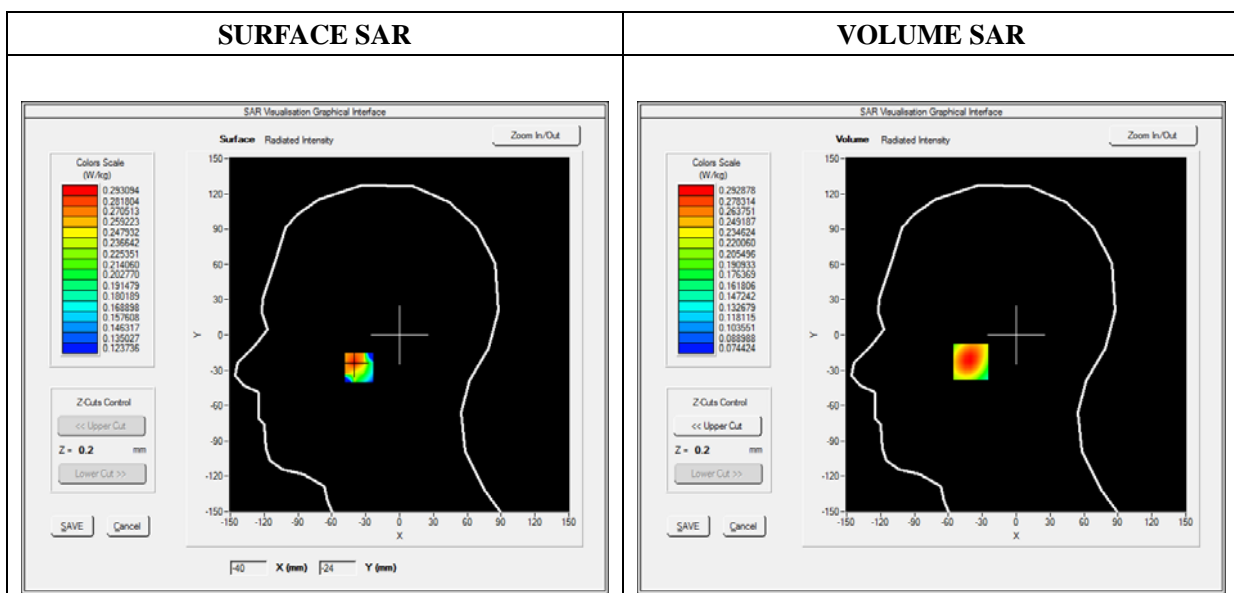 SURFACE SAR
SAR Visualisation Graphical Interface
Surface Radiated Intensity
Zoom In/Out
Colors Scale
(W/kg)
0.293094
0.281804
0.270513
0.259223
0.247932
0.236642
0.225351
0.214060
0.202770
0.191479
0.180189
0.168898
0.157608
0.146317
0.135027
0.123736
Z-Cuts Control
<< Upper Cut
Z = 0.2 mm
Lower Cut >>
SAVE Cancel
150
120
90
60
30
0
-30
-60
-90
-120
-150
Y
-150 -120 -90 -60 -30 0 30 60 90 120 150
X
-40 X (mm) -24 Y (mm)
VOLUME SAR
SAR Visualisation Graphical Interface
Volume Radiated Intensity
Zoom In/Out
Colors Scale
(W/kg)
0.292878
0.278314
0.263751
0.249187
0.234624
0.220060
0.205496
0.190933
0.176369
0.161806
0.147242
0.132679
0.118115
0.103551
0.088988
0.074424
Z-Cuts Control
<< Upper Cut
Z = 0.2 mm
Lower Cut >>
SAVE Cancel
150
120
90
60
30
0
-30
-60
-90
-120
-150
Y
-150 -120 -90 -60 -30 0 30 60 90 120 150
X